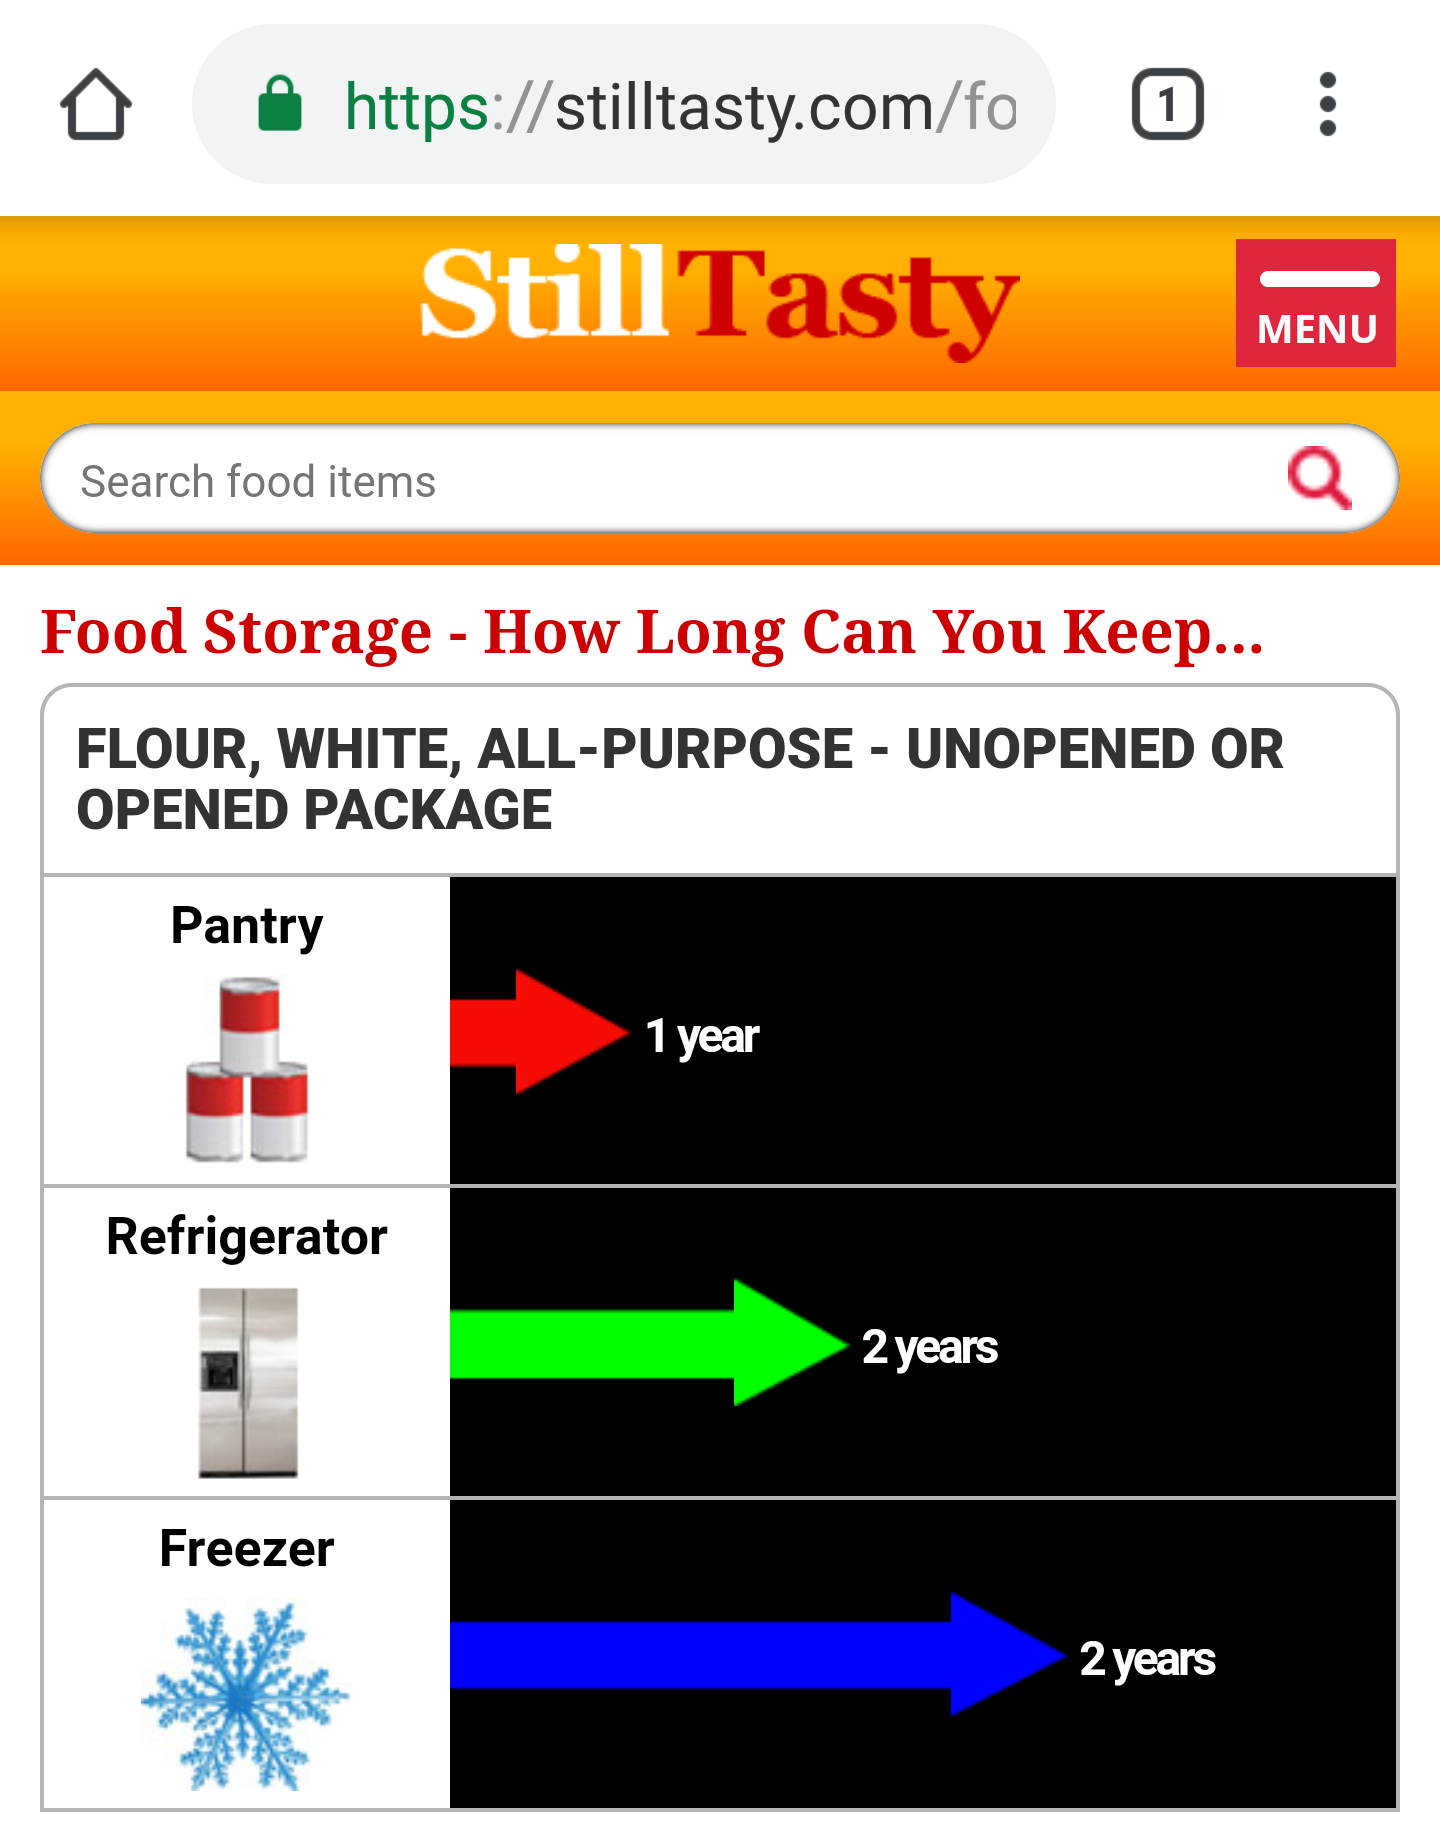 https://stilltasty.com/fo
1
StillTasty
MENU
Search food items
Food Storage - How Long Can You Keep...
FLOUR, WHITE, ALL-PURPOSE - UNOPENED OR
OPENED PACKAGE
Pantry
1 year
Refrigerator
2 years
Freezer
2 years